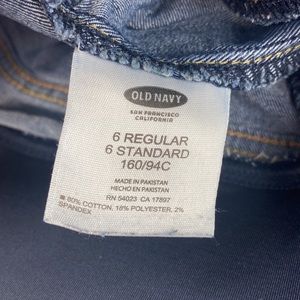 OLD NAVY
SAN FRANCISCO
CALIFORNIA
6 REGULAR
6 STANDARD
160/94C
MADE IN PAKISTAN
HECHO EN PAKISTAN
RN 54023 CA 17897
80% COTTON, 18% POLYESTER, 2%
SPANDEX